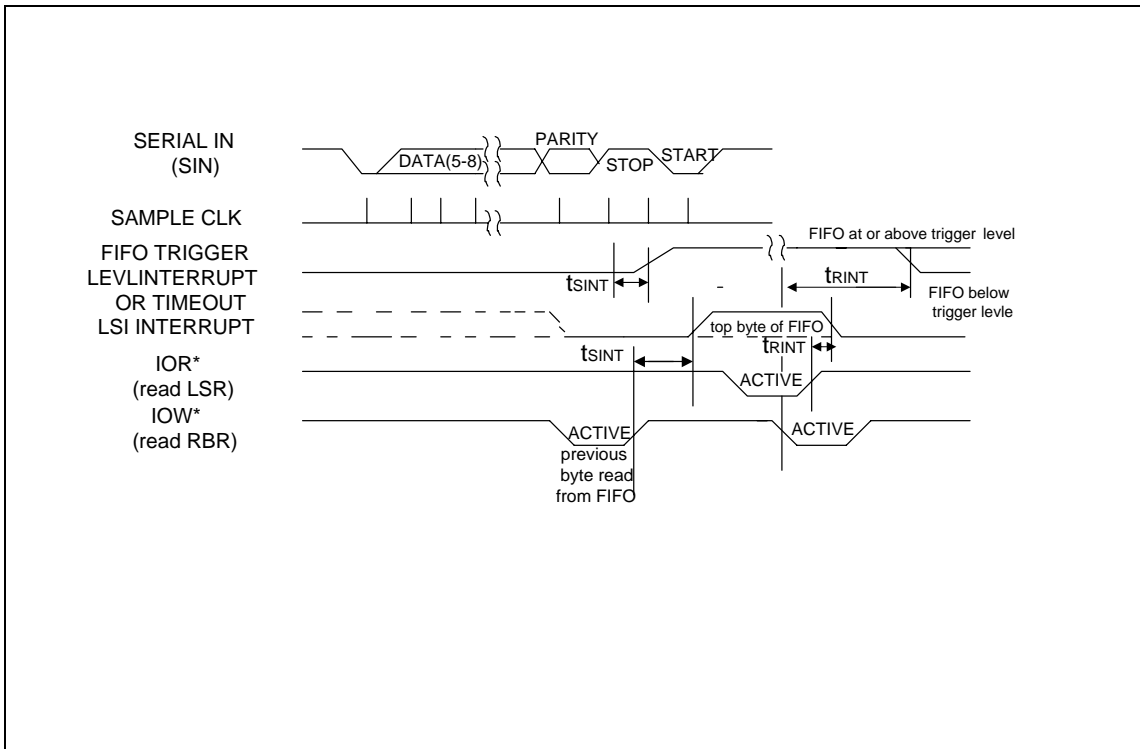 SERIAL IN
(SIN)
DATA(5-8)
PARITY
STOP
START
SAMPLE CLK
FIFO TRIGGER
LEVLINTERRUPT
OR TIMEOUT
tSINT
FIFO at or above trigger level
tRINT
FIFO below
trigger levle
LSI INTERRUPT
top byte of FIFO
tSINT
tRINT
IOR*
(read LSR)
ACTIVE
IOW*
(read RBR)
ACTIVE
previous
byte read
from FIFO
ACTIVE